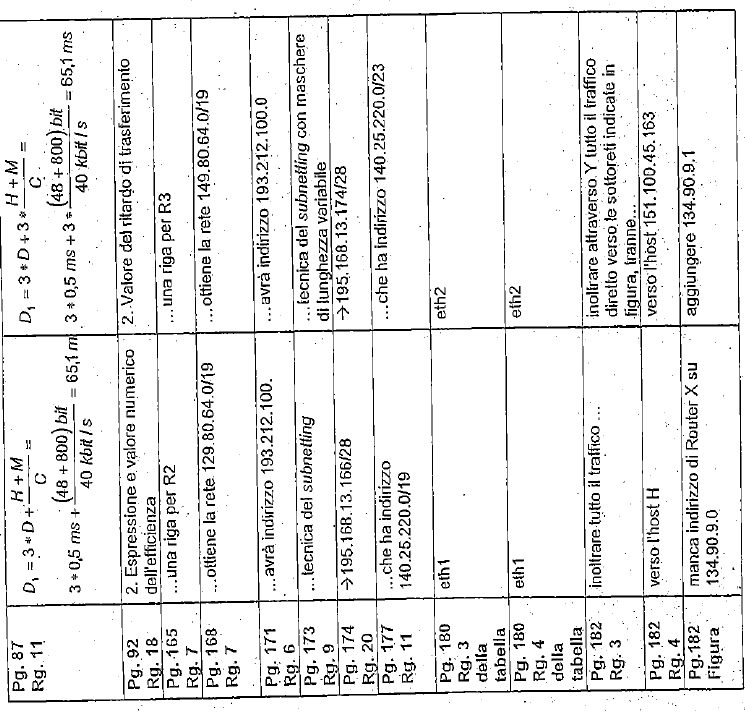 Pg. 87
Rg. 11
D₁ = 3 * D + (H + M)/C =
3 * 0,5 ms + (48 + 800) bit / 40 kbit / s = 65,1 m
D₁ = 3 * D + 3 * (H + M)/C =
3 * 0,5 ms + 3 * (48 + 800) bit / 40 kbit / s = 65,1 ms
Pg. 92
Rg. 18
2. Espressione e valore numerico
dell'efficienza
2..Valore del ritardo di trasferimento
Pg. 165
Rg. 7
…una riga per R2
…una riga per R3
Pg. 168
Rg. 7
…ottiene la rete 129.80.64.0/19
…ottiene la rete 149.80.64.0/19
Pg. 171
Rg. 6
…avrà indirizzo 193.212.100.
…avrà indirizzo 193.212.100.0
Pg. 173
Rg. 9
…tecnica del subnetting
…tecnica del subnetting con maschere
di lunghezza variabile
Pg. 174
Rg. 20
→195.168.13.166/28
→195.168.13.174/28
Pg. 177
Rg. 11
…che ha indirizzo
140.25.220.0/19
…che ha indirizzo 140.25.220.0/23
Pg. 180
Rg. 3
della
tabella
eth1
eth2
Pg. 180
Rg. 4
della
tabella
eth1
eth2
Pg. 182
Rg. 3
inoltrare tutto il traffico …
inoltrare attraverso Y tutto il traffico
diretto verso le sottoreti indicate in
figura, tranne…
Pg. 182
Rg. 4
verso l'host H
verso l'host 151.100.45.163
Pg.182
Figura
manca indirizzo di Router X su
134.90.9.0
aggiungere 134.90.9.1